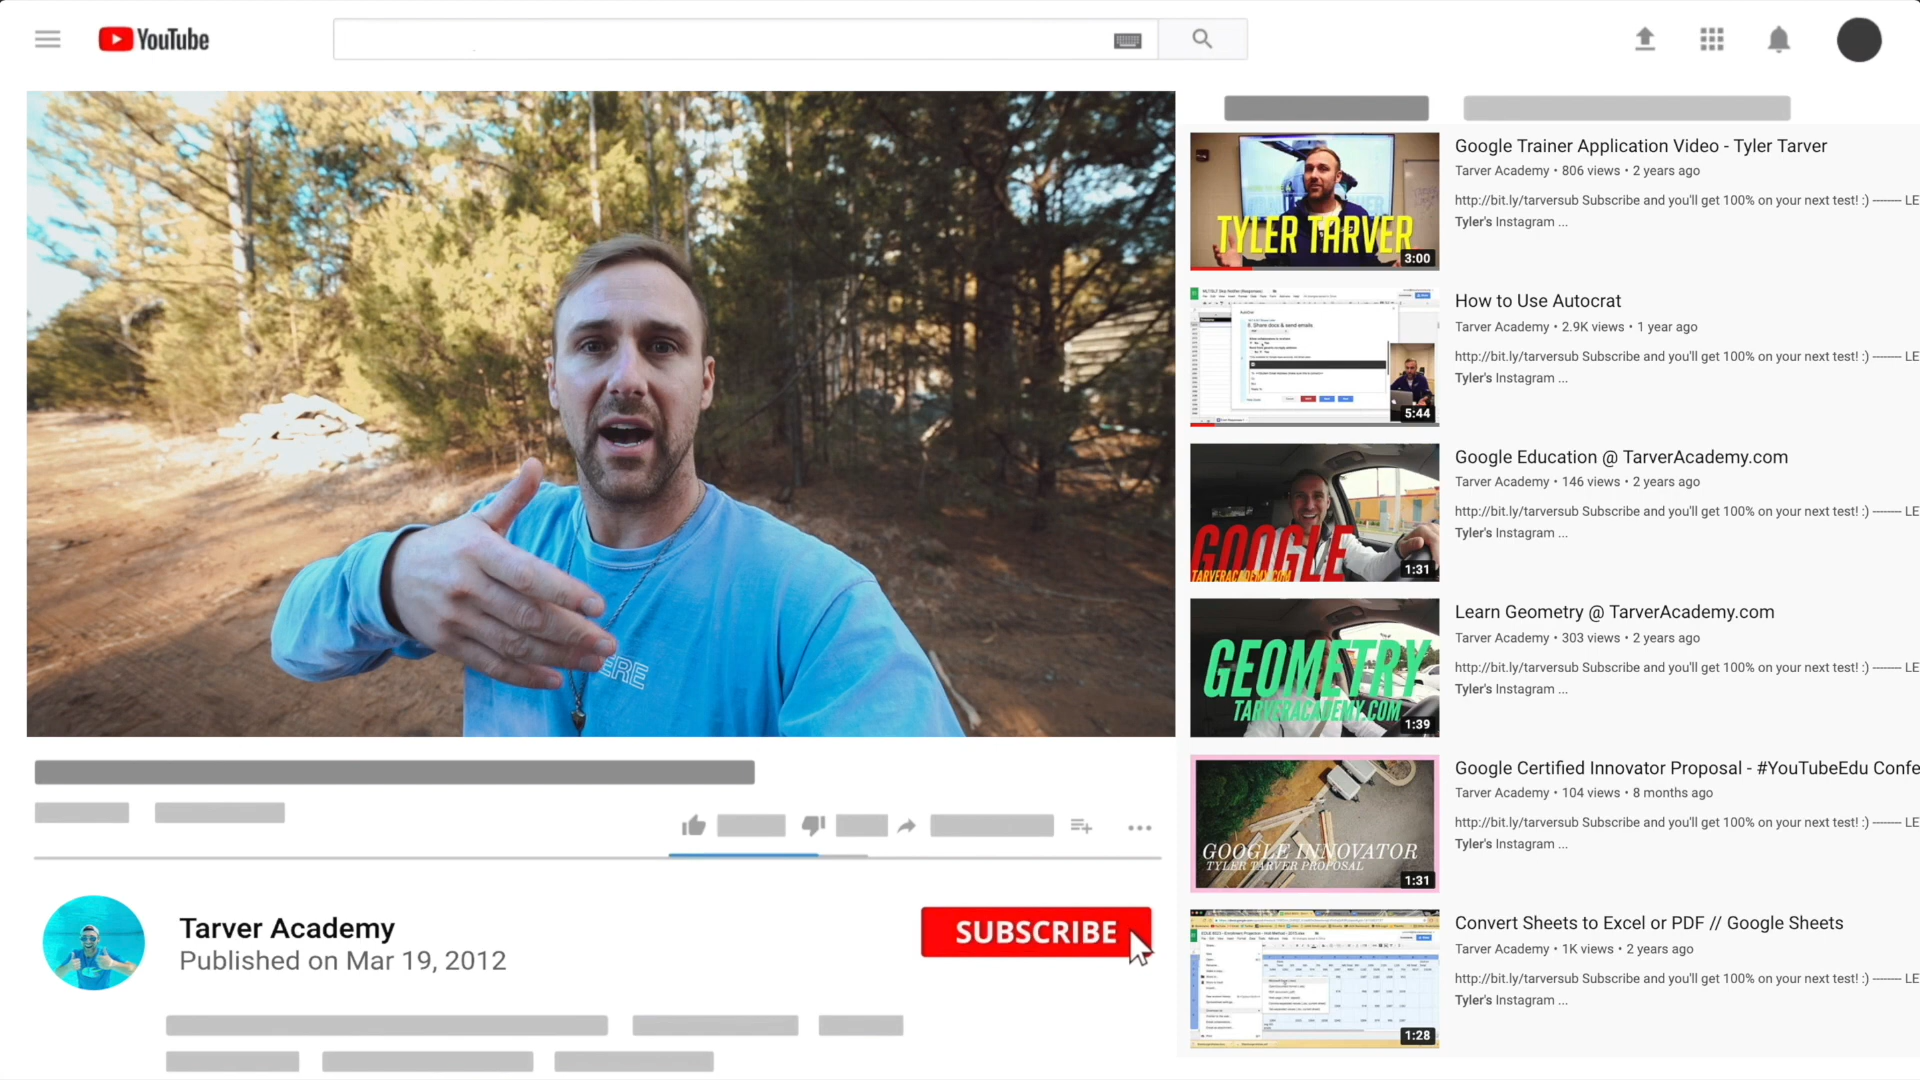 YouTube
Google Trainer Application Video - Tyler Tarver
Tarver Academy • 806 views • 2 years ago
http://bit.ly/tarversub Subscribe and you'll get 100% on your next test! :) -------- LE
Tyler's Instagram ...
TYLER TARVER
3:00
How to Use Autocrat
Tarver Academy • 2.9K views • 1 year ago
http://bit.ly/tarversub Subscribe and you'll get 100% on your next test! :) -------- LE
Tyler's Instagram ...
8. Share docs & send emails
5:44
Google Education @ TarverAcademy.com
Tarver Academy • 146 views • 2 years ago
http://bit.ly/tarversub Subscribe and you'll get 100% on your next test! :) -------- LE
Tyler's Instagram ...
GOOGLE
TARVERACADEMY.COM
1:31
Learn Geometry @ TarverAcademy.com
Tarver Academy • 303 views • 2 years ago
http://bit.ly/tarversub Subscribe and you'll get 100% on your next test! :) -------- LE
Tyler's Instagram ...
GEOMETRY
TARVERACADEMY.COM
1:39
ERE
Google Certified Innovator Proposal - #YouTubeEdu Confe
Tarver Academy • 104 views • 8 months ago
http://bit.ly/tarversub Subscribe and you'll get 100% on your next test! :) -------- LE
Tyler's Instagram ...
GOOGLE INNOVATOR
TYLER TARVER PROPOSAL
1:31
Tarver Academy
Published on Mar 19, 2012
SUBSCRIBE
Convert Sheets to Excel or PDF // Google Sheets
Tarver Academy • 1K views • 2 years ago
http://bit.ly/tarversub Subscribe and you'll get 100% on your next test! :) -------- LE
Tyler's Instagram ...
1:28